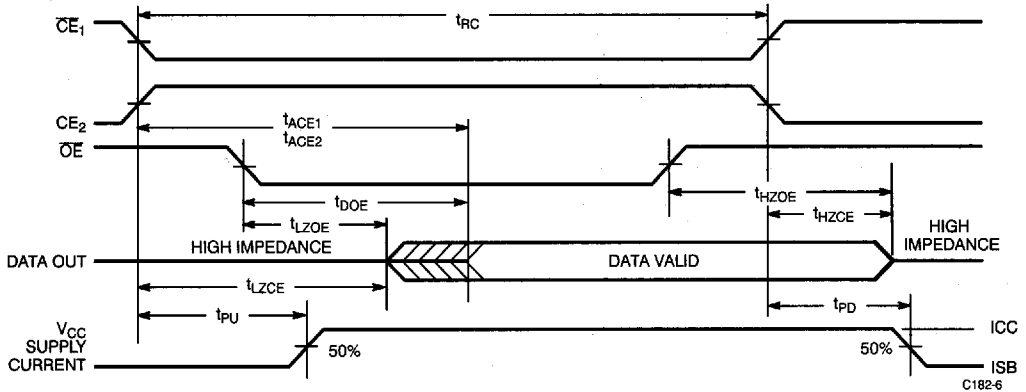 CE1
tRC
CE2
tACE1
tACE2
OE
tDOE
tHZOE
tLZOE
tHZCE
HIGH IMPEDANCE
HIGH
IMPEDANCE
DATA OUT
DATA VALID
tLZCE
tPU
tPD
VCC
SUPPLY
CURRENT
50%
50%
ICC
ISB
C182-6